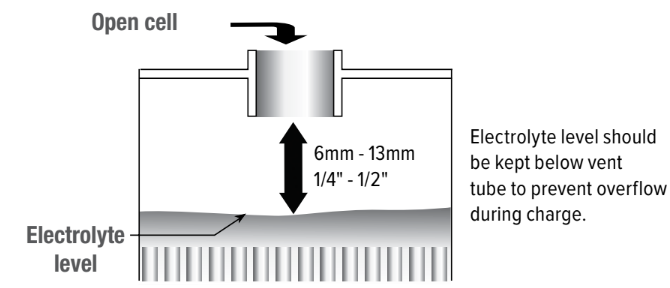 Open cell
6mm - 13mm
1/4" - 1/2"
Electrolyte level should
be kept below vent
tube to prevent overflow
during charge.
Electrolyte
level